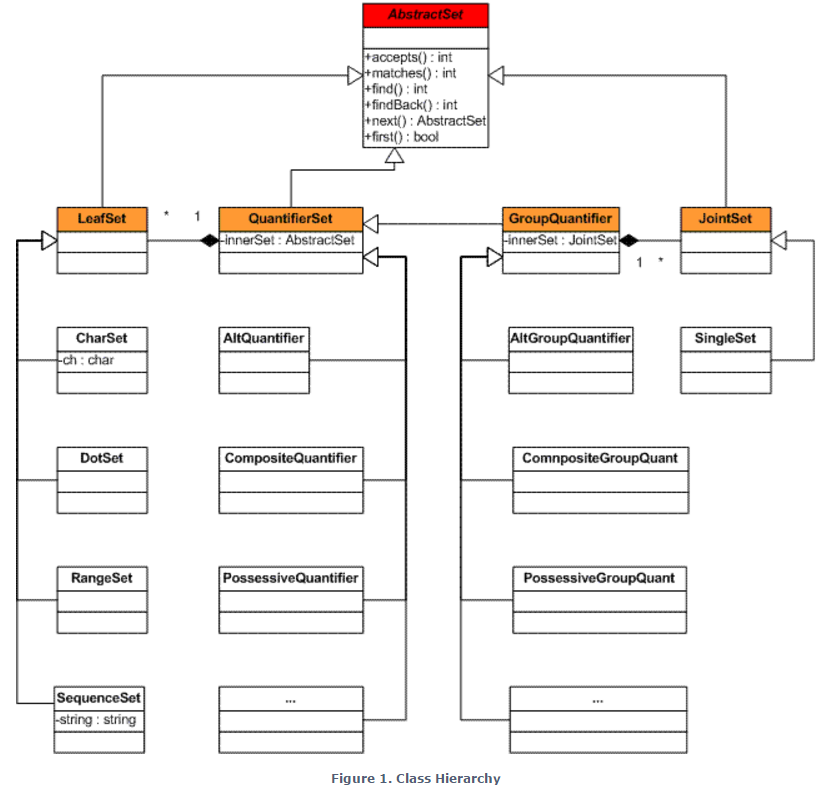 AbstractSet
+accepts() : int
+matches() : int
+find() : int
+findBack() : int
+next() : AbstractSet
+first() : bool
LeafSet
* 1
QuantifierSet
-innerSet : AbstractSet
GroupQuantifier
-innerSet : JointSet
1 *
JointSet
CharSet
-ch : char
AltQuantifier
AltGroupQuantifier
SingleSet
DotSet
CompositeQuantifier
ComnpositeGroupQuant
RangeSet
PossessiveQuantifier
PossessiveGroupQuant
SequenceSet
-string : string
...
...
Figure 1. Class Hierarchy